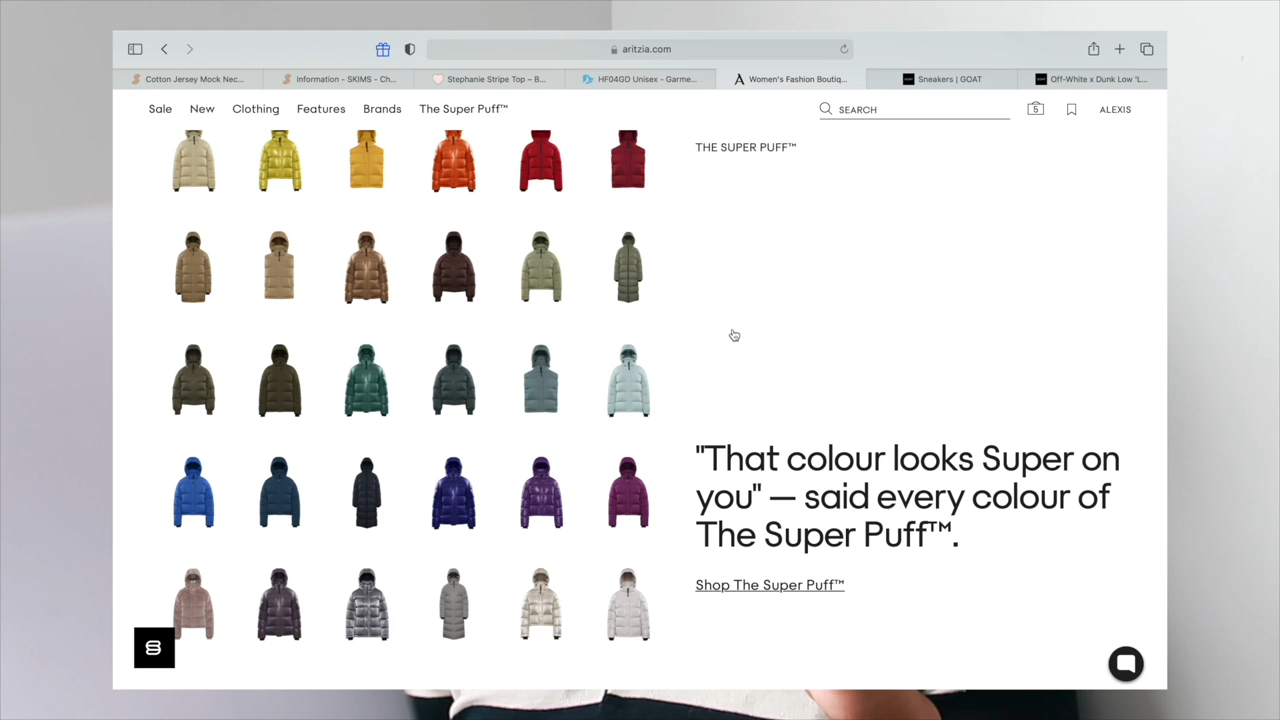 aritzia.com
Cotton Jersey Mock Nec...
Information - SKIMS - Ch...
Stephanie Stripe Top – B...
HF04GD Unisex - Garme...
Women's Fashion Boutiq...
Sneakers | GOAT
Off-White x Dunk Low 'L...
Sale
New
Clothing
Features
Brands
The Super Puff™
SEARCH
5
ALEXIS
THE SUPER PUFF™
"That colour looks Super on
you" — said every colour of
The Super Puff™.
Shop The Super Puff™